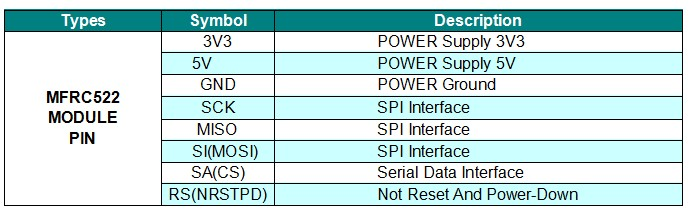 Types Symbol Description
MFRC522
MODULE
PIN
3V3 POWER Supply 3V3
5V POWER Supply 5V
GND POWER Ground
SCK SPI Interface
MISO SPI Interface
SI(MOSI) SPI Interface
SA(CS) Serial Data Interface
RS(NRSTPD) Not Reset And Power-Down